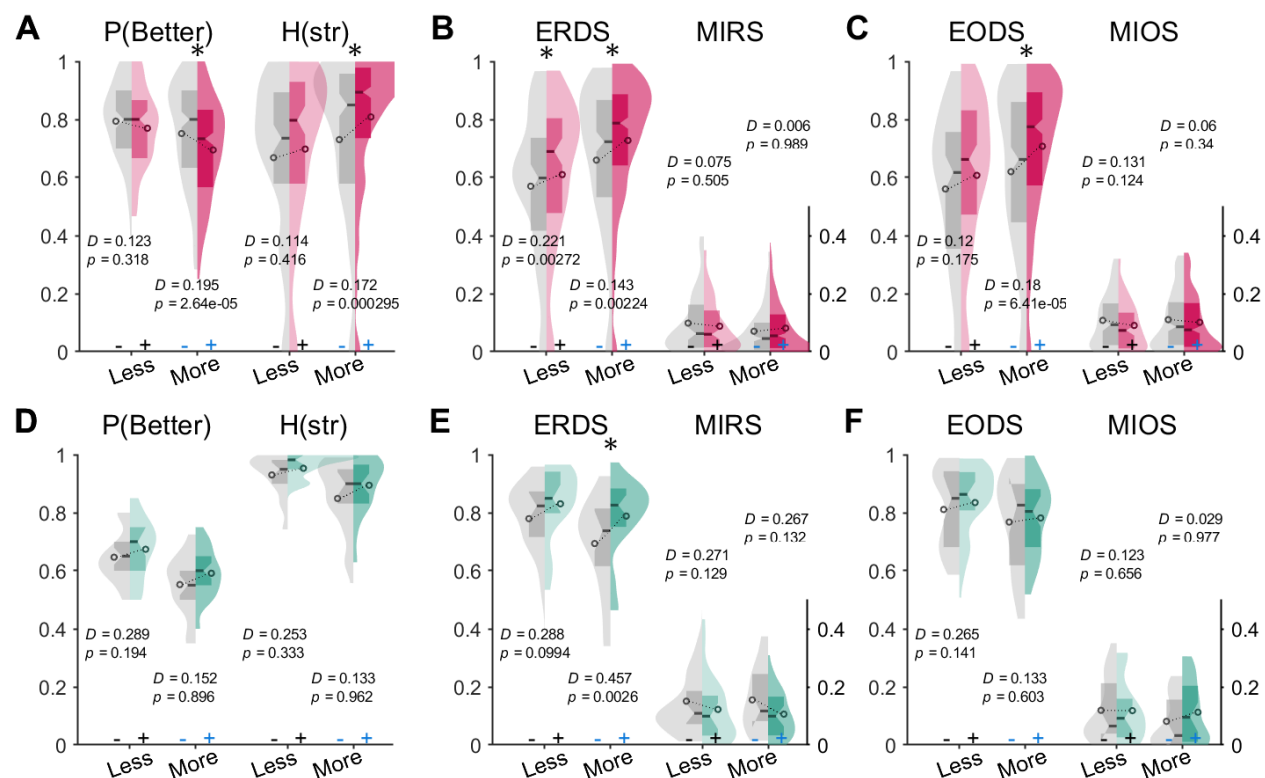 A P(Better) H(str) B ERDS MIRS C EODS MIOS
* * * * *
1 1 1
0.8 0.8 0.8
D = 0.006 D = 0.06
p = 0.989 p = 0.34
D = 0.075 D = 0.131
p = 0.505 p = 0.124
0.6 0.6 0.6
0.4 0.4 0.4 0.4 0.4
D = 0.123 D = 0.114 D = 0.221 D = 0.12
p = 0.318 p = 0.416 p = 0.00272 p = 0.175
D = 0.195 D = 0.172 D = 0.143 D = 0.18
p = 2.64e-05 p = 0.000295 p = 0.00224 p = 6.41e-05
0.2 0.2 0.2 0.2 0.2
- + - + - + - + - + - + - + - + - + - + - + - +
0 0 0 0 0
Less More Less More Less More Less More Less More Less More
D P(Better) H(str) E ERDS MIRS F EODS MIOS
*
1 1 1
0.8 0.8 0.8
D = 0.267 D = 0.029
p = 0.132 p = 0.977
D = 0.271 D = 0.123
p = 0.129 p = 0.656
0.6 0.6 0.6
0.4 0.4 0.4 0.4 0.4
D = 0.289 D = 0.253 D = 0.288 D = 0.265
p = 0.194 p = 0.333 p = 0.0994 p = 0.141
D = 0.152 D = 0.133 D = 0.457 D = 0.133
p = 0.896 p = 0.962 p = 0.0026 p = 0.603
0.2 0.2 0.2 0.2 0.2
- + - + - + - + - + - + - + - + - + - + - + - +
0 0 0 0 0
Less More Less More Less More Less More Less More Less More